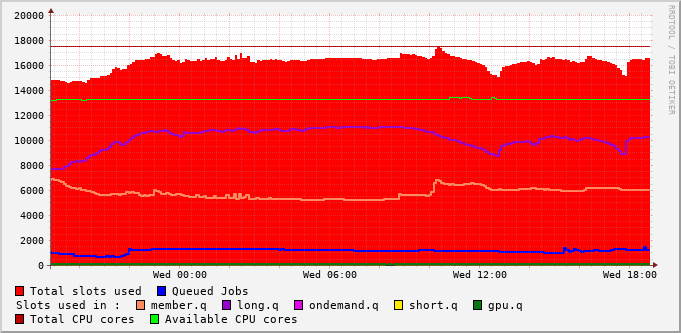 20000
18000
16000
14000
12000
10000
8000
6000
4000
2000
0
Wed 00:00 Wed 06:00 Wed 12:00 Wed 18:00
Total slots used Queued Jobs
Slots used in : member.q long.q ondemand.q short.q gpu.q
Total CPU cores Available CPU cores
RRDTOOL / TOBI OETIKER